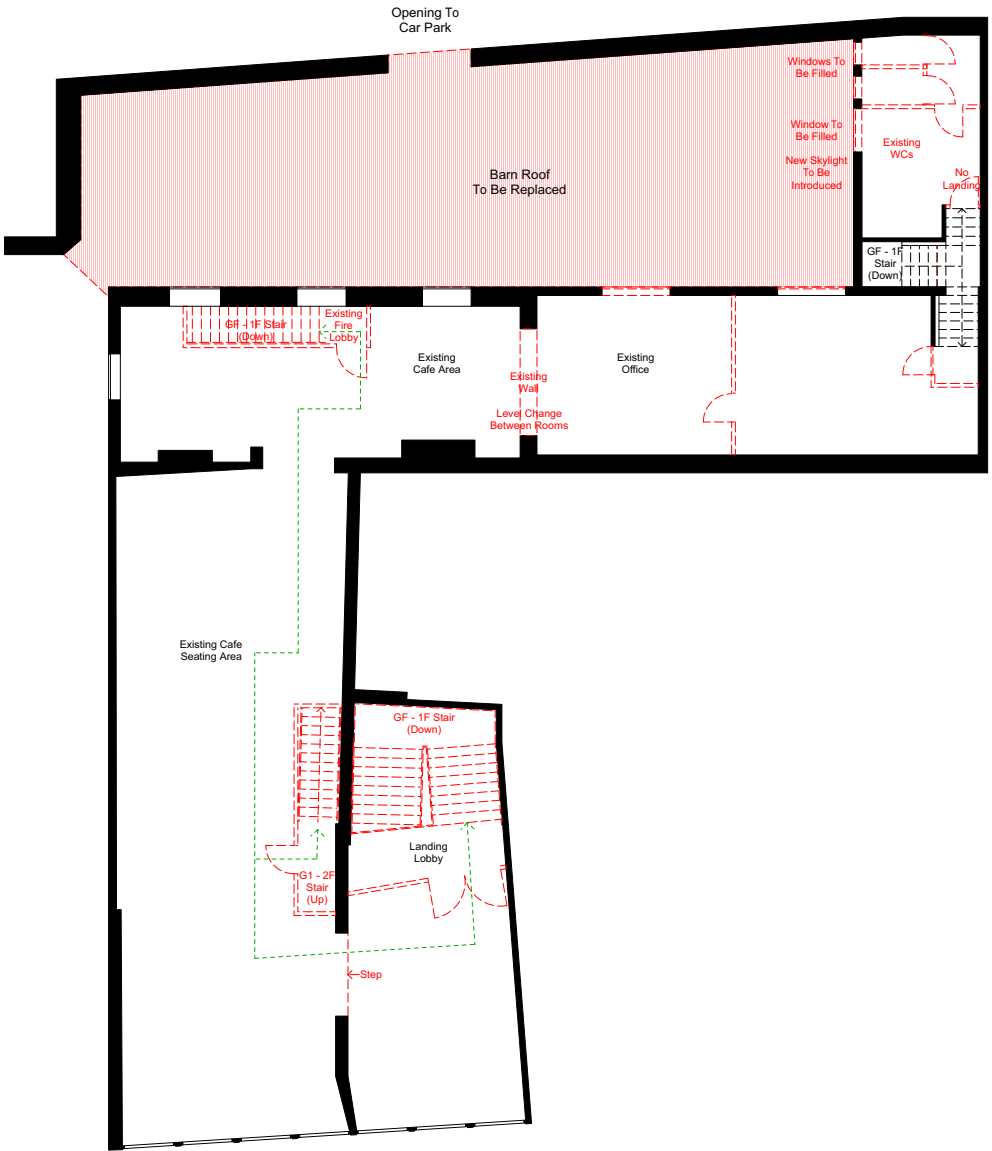 Opening To
Car Park
Windows To
Be Filled
Window To
Be Filled
Existing
WCs
New Skylight
To Be
Introduced
Barn Roof
To Be Replaced
No
Landing
GF - 1F
Stair
(Down)
GF - 1F Stair
(Down)
Existing
Fire
Lobby
Existing
Cafe Area
Existing
Office
Existing
Wall
Level Change
Between Rooms
Existing Cafe
Seating Area
GF - 1F Stair
(Down)
Landing
Lobby
G1 - 2F
Stair
(Up)
Step